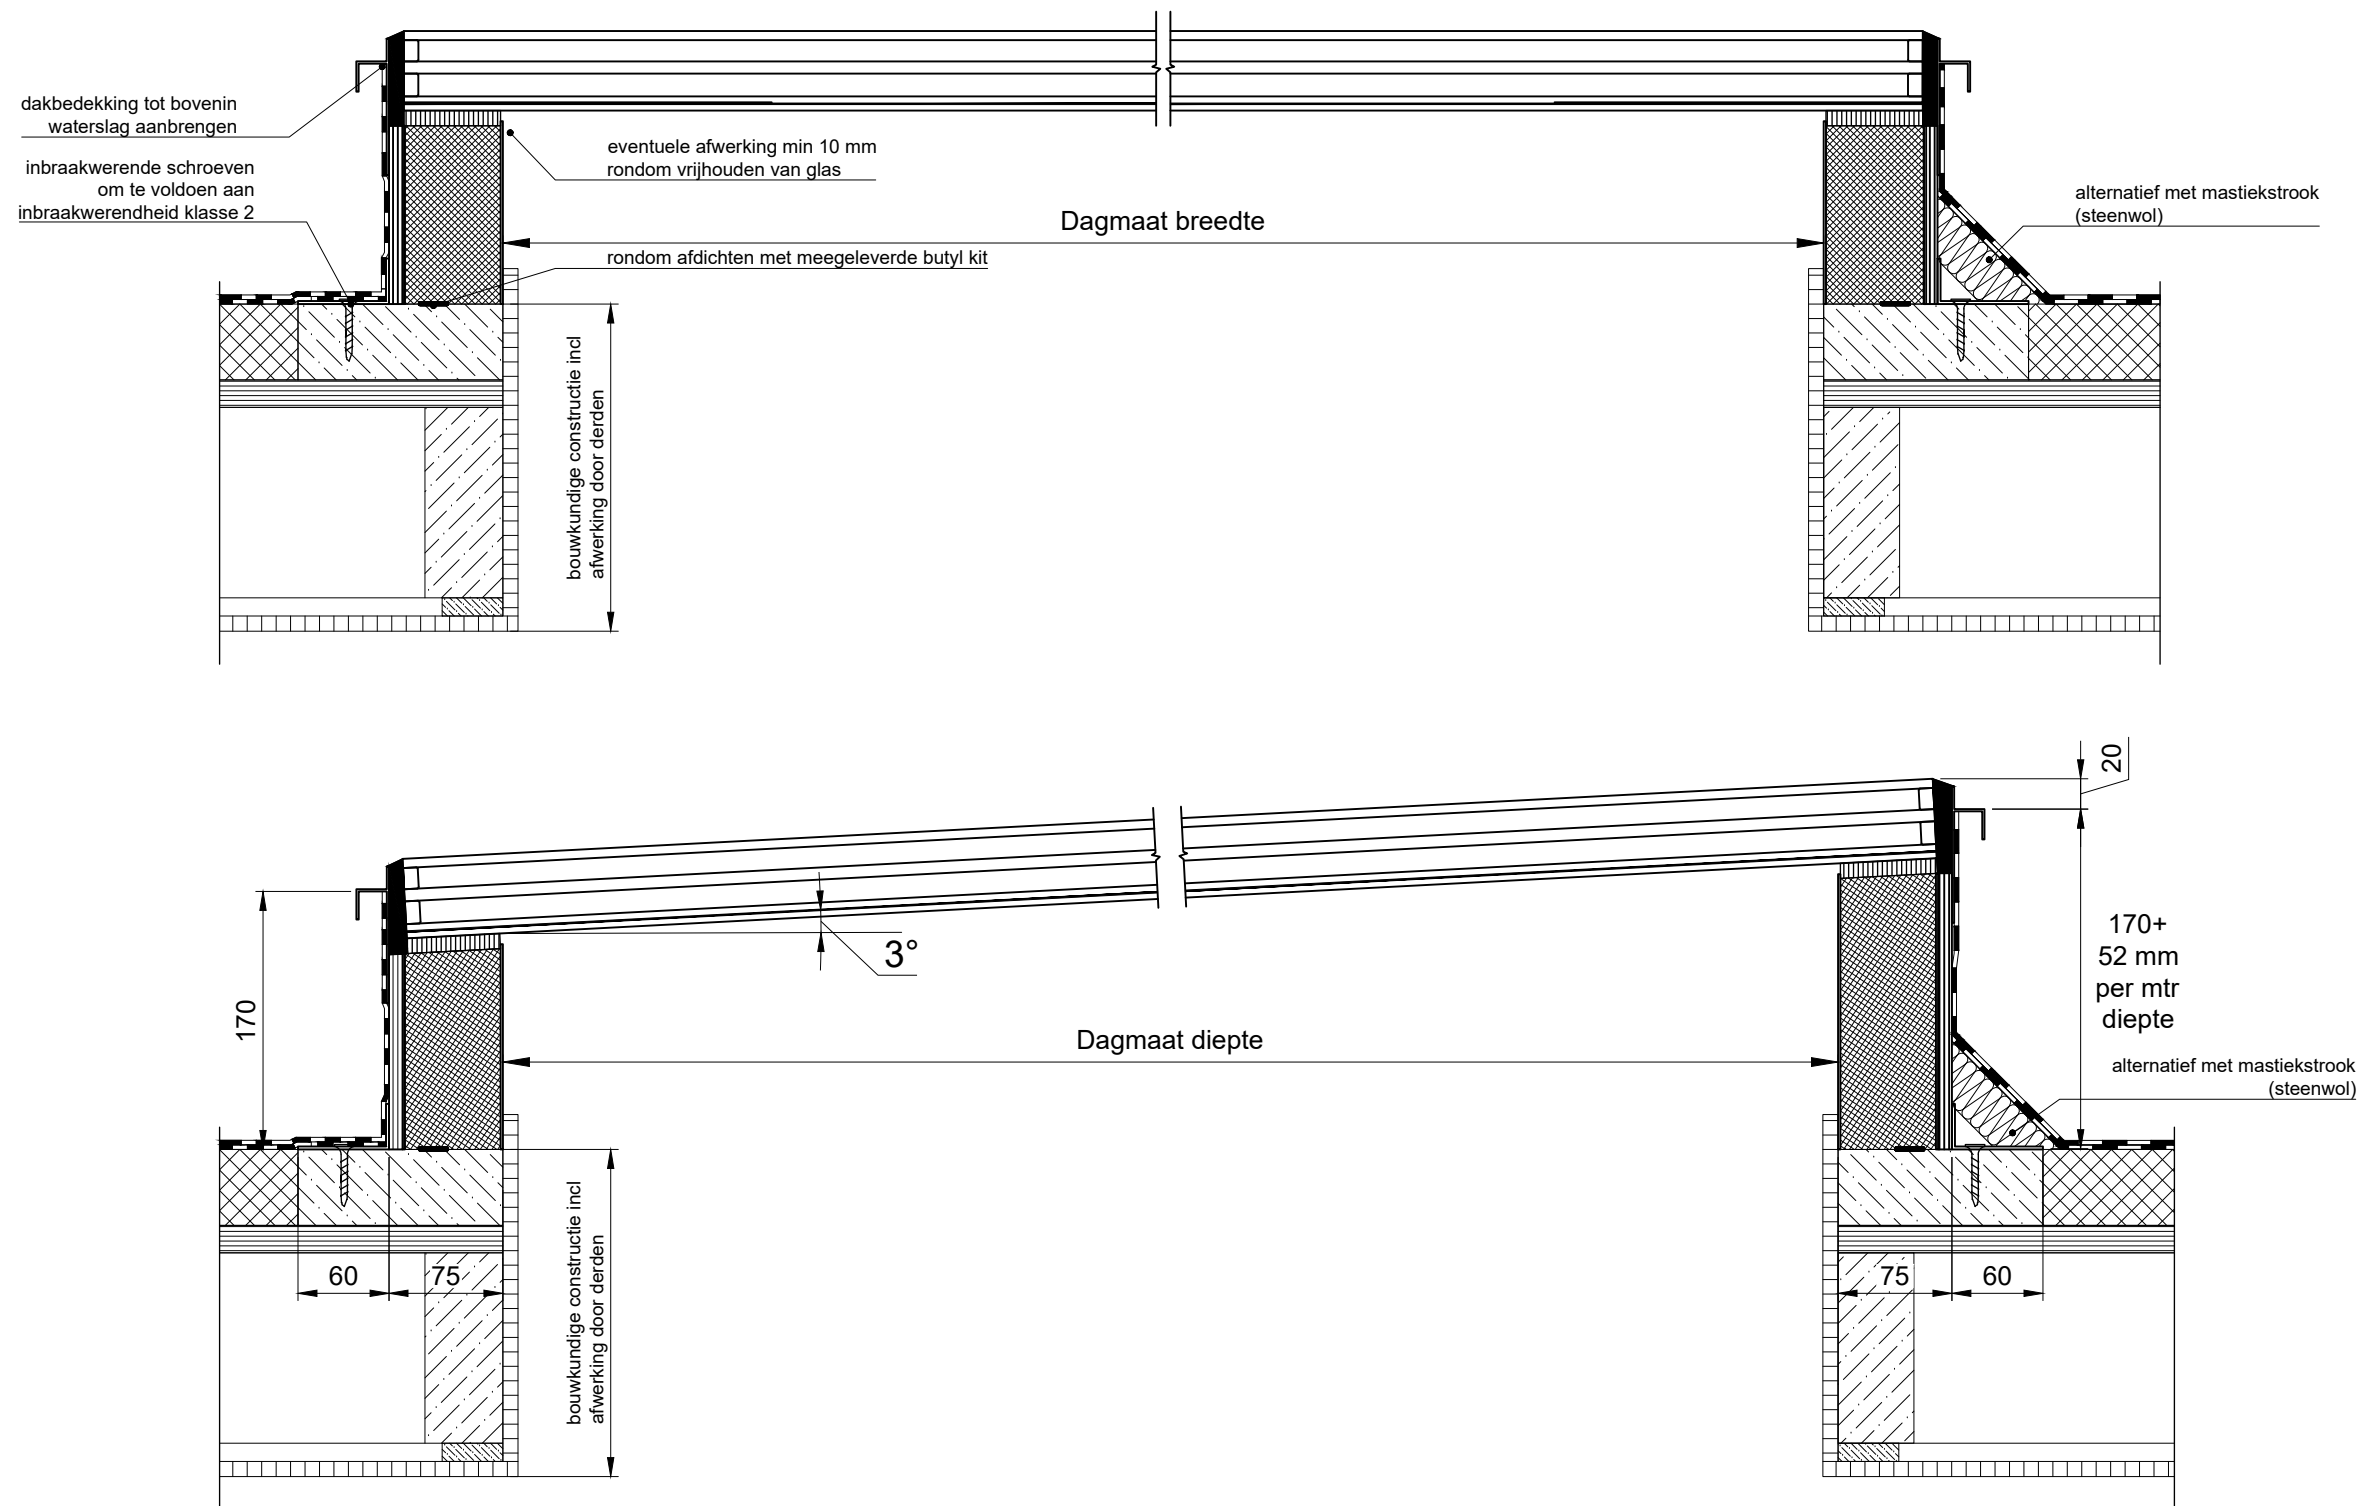 dakbedekking tot bovenin
waterslag aanbrengen
inbraakwerende schroeven
om te voldoen aan
inbraakwerendheid klasse 2
eventuele afwerking min 10 mm
rondom vrijhouden van glas
Dagmaat breedte
rondom afdichten met meegeleverde butyl kit
alternatief met mastiekstrook
(steenwol)
bouwkundige constructie incl
afwerking door derden
20
3°
170
170+
52 mm
per mtr
diepte
Dagmaat diepte
alternatief met mastiekstrook
(steenwol)
bouwkundige constructie incl
afwerking door derden
60
75
75
60